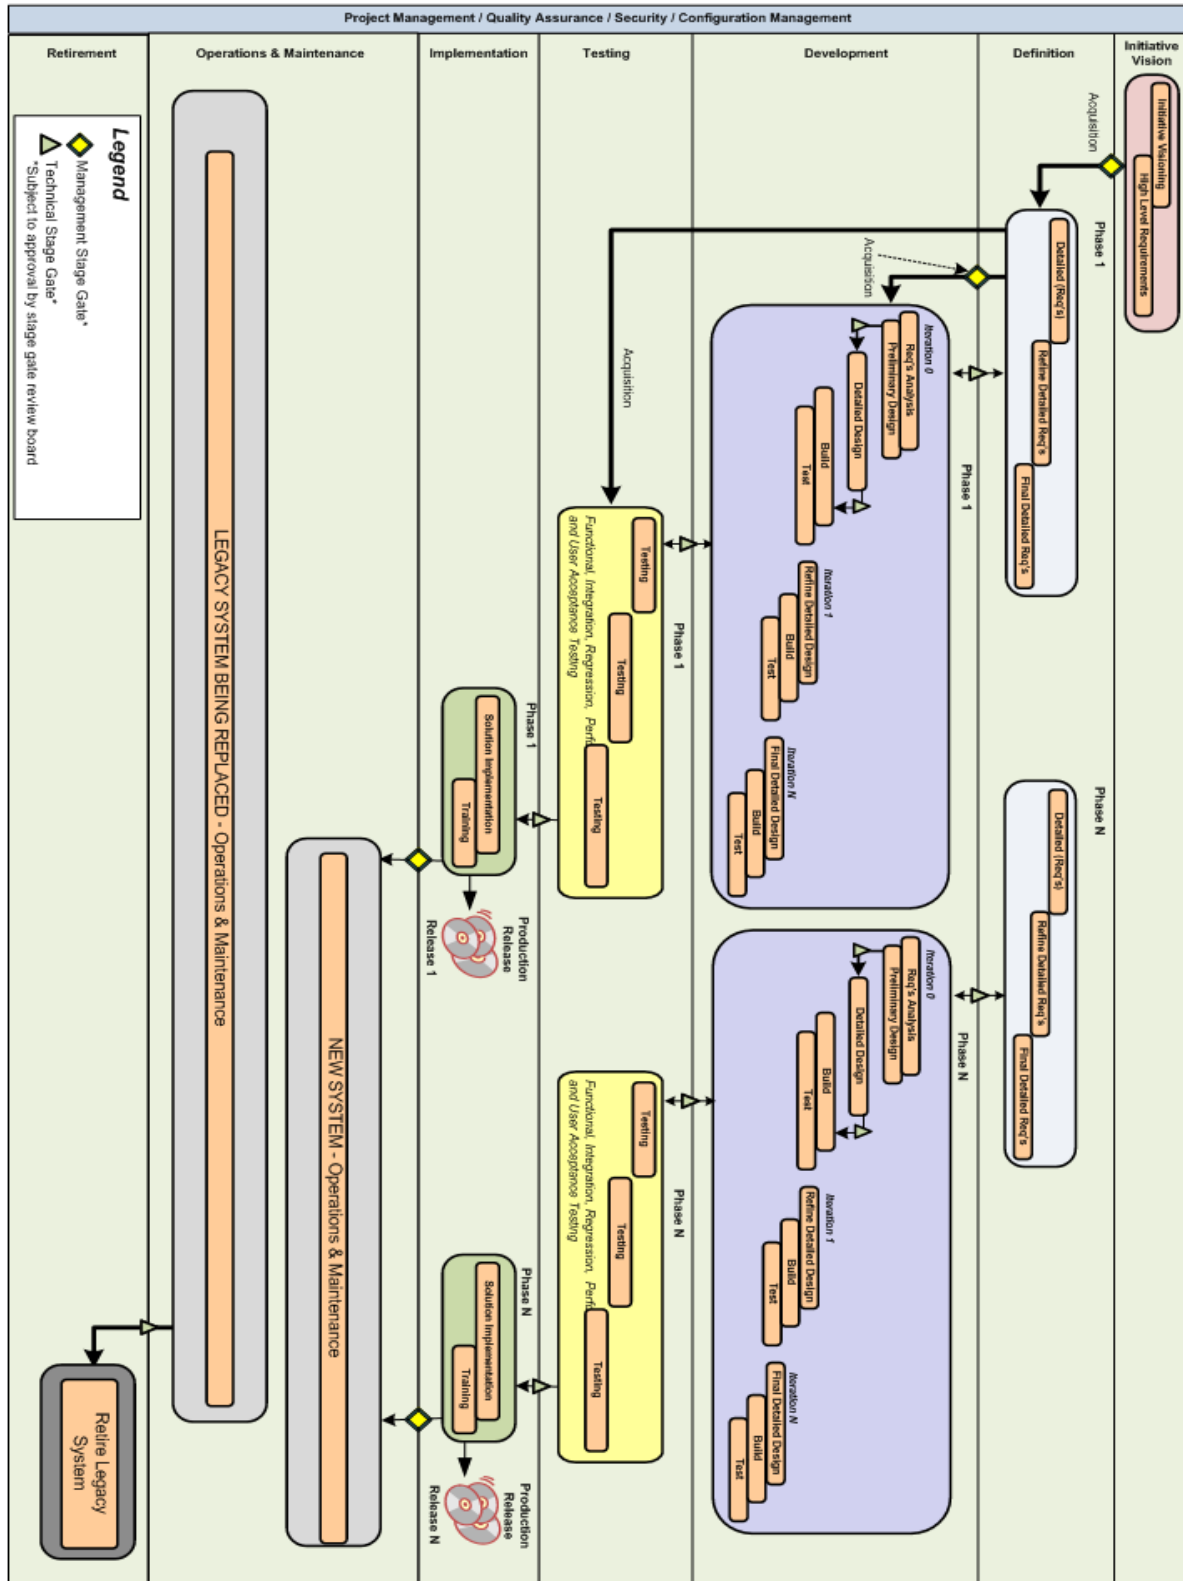 Project Management / Quality Assurance / Security / Configuration Management
Retirement
Operations & Maintenance
Implementation
Testing
Development
Definition
Initiative
Vision
Initiative Visioning
High Level Requirements
Acquisition
Phase 1
Detailed (Req's)
Refine Detailed Req's
Final Detailed Req's
Phase N
Detailed (Req's)
Refine Detailed Req's
Final Detailed Req's
Acquisition
Phase 1
Iteration 0
Req's Analysis
Preliminary Design
Detailed Design
Build
Test
Iteration 1
Refine Detailed Design
Build
Test
Iteration N
Final Detailed Design
Build
Test
Phase N
Iteration 0
Req's Analysis
Preliminary Design
Detailed Design
Build
Test
Iteration 1
Refine Detailed Design
Build
Test
Iteration N
Final Detailed Design
Build
Test
Acquisition
Phase 1
Testing
Testing
Testing
Functional, Integration, Regression, Perfo
and User Acceptance Testing
Phase N
Testing
Testing
Testing
Functional, Integration, Regression, Perfo
and User Acceptance Testing
Phase 1
Solution Implementation
Training
Production
Release
Release 1
Phase N
Solution Implementation
Training
Production
Release
Release N
NEW SYSTEM - Operations & Maintenance
LEGACY SYSTEM BEING REPLACED - Operations & Maintenance
Retire Legacy
System
Legend
Management Stage Gate*
Technical Stage Gate*
*Subject to approval by stage gate review board